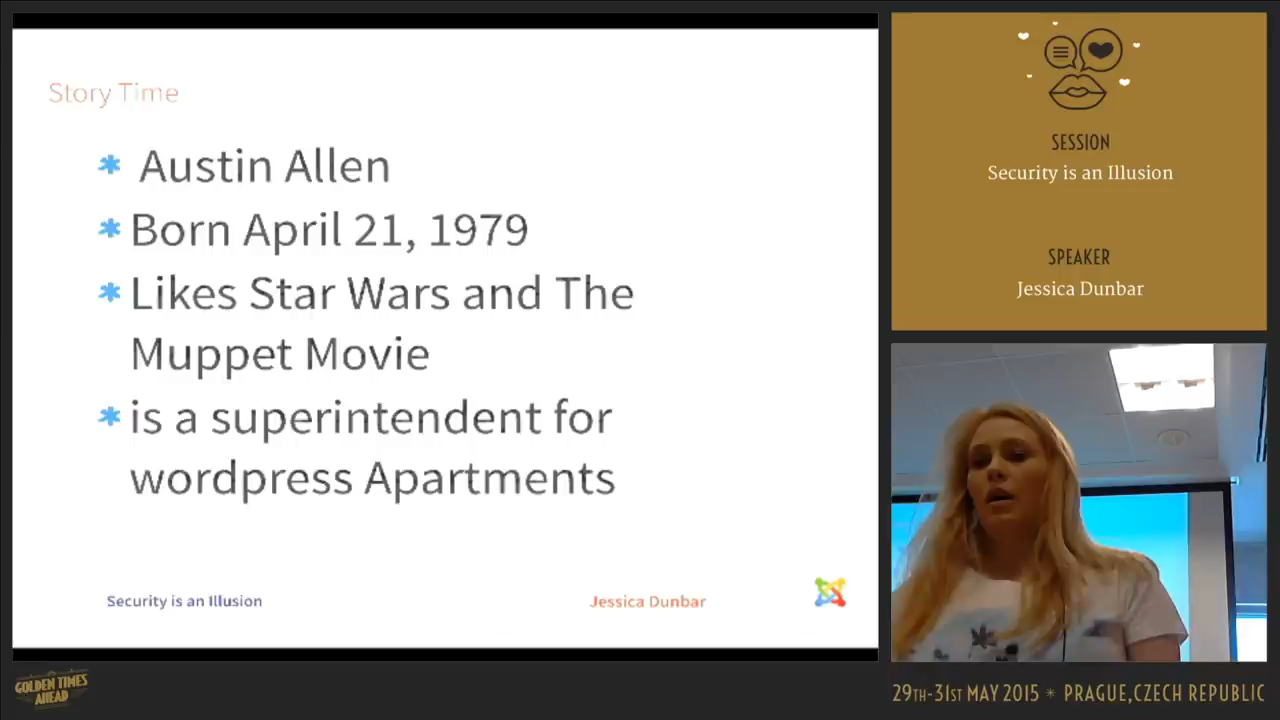 Story Time
Austin Allen
Born April 21, 1979
Likes Star Wars and The
Muppet Movie
is a superintendent for
wordpress Apartments
Security is an Illusion
Jessica Dunbar
SESSION
Security is an Illusion
SPEAKER
Jessica Dunbar
GOLDEN TIMES
AHEAD
29TH-31ST MAY 2015 * PRAGUE,CZECH REPUBLIC